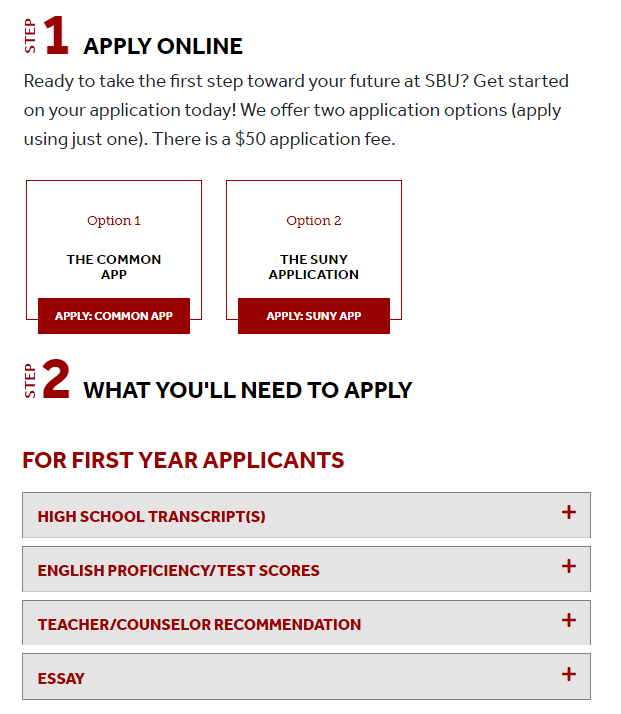 STEP 1 APPLY ONLINE
Ready to take the first step toward your future at SBU? Get started
on your application today! We offer two application options (apply
using just one). There is a $50 application fee.
Option 1
THE COMMON
APP
APPLY: COMMON APP
Option 2
THE SUNY
APPLICATION
APPLY: SUNY APP
STEP 2 WHAT YOU'LL NEED TO APPLY
FOR FIRST YEAR APPLICANTS
HIGH SCHOOL TRANSCRIPT(S) +
ENGLISH PROFICIENCY/TEST SCORES +
TEACHER/COUNSELOR RECOMMENDATION +
ESSAY +